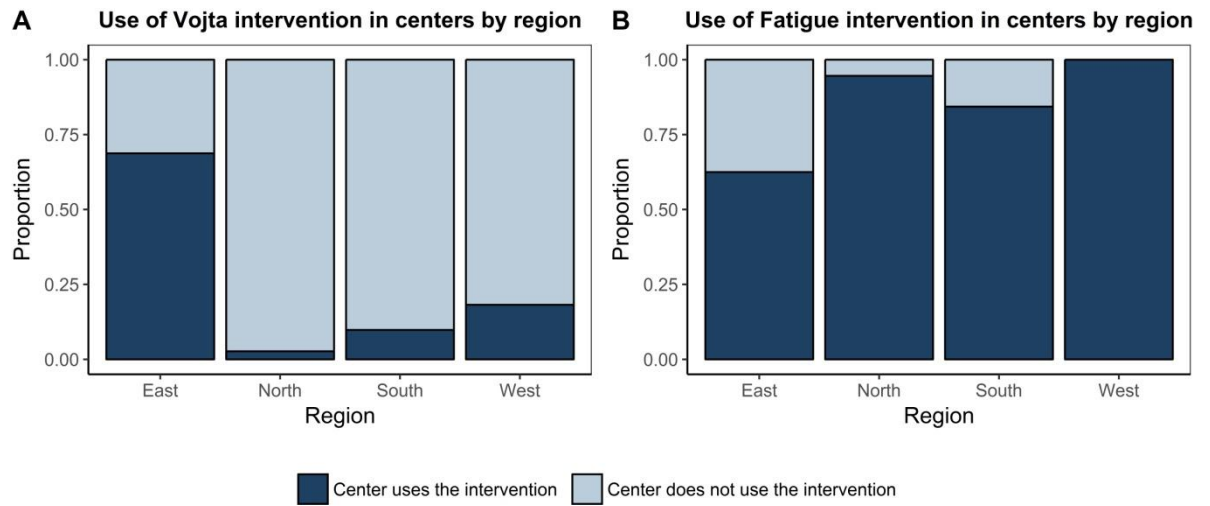 A Use of Vojta intervention in centers by region
1.00
0.75
0.50
0.25
0.00
Proportion
East North South West
Region
B Use of Fatigue intervention in centers by region
1.00
0.75
0.50
0.25
0.00
Proportion
East North South West
Region
Center uses the intervention Center does not use the intervention